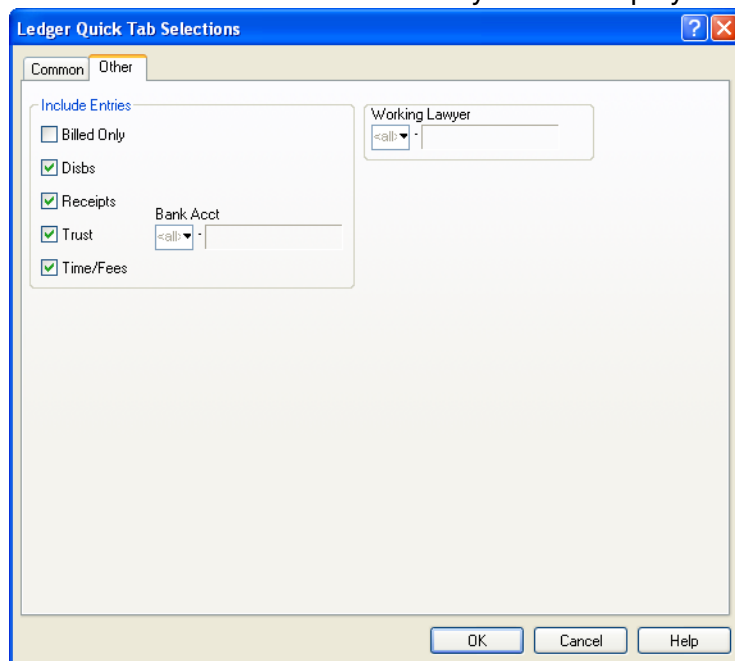 Ledger Quick Tab Selections
Common Other
Include Entries
Billed Only
Disbs
Receipts
Trust
Time/Fees
Bank Acct
<all> -
Working Lawyer
<all> -
OK Cancel Help